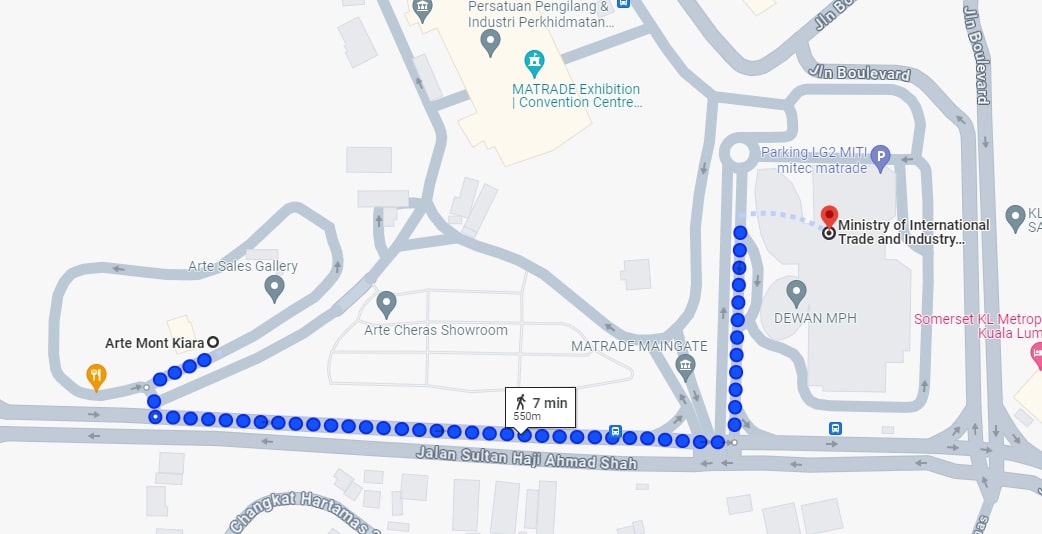 Persatuan Pengilang &
Industri Perkhidmatan...
MATRADE Exhibition
| Convention Centre...
Jln Boulevard
Jln Boulevard
Parking LG2 MITI
mitec matrade
P
Ministry of International
Trade and Industry...
KL
SA
Arte Sales Gallery
Arte Cheras Showroom
DEWAN MPH
Somerset KL Metrop
Kuala Lum
Arte Mont Kiara
MATRADE MAINGATE
7 min
550m
Jalan Sultan Haji Ahmad Shah
Changkat Hartamas